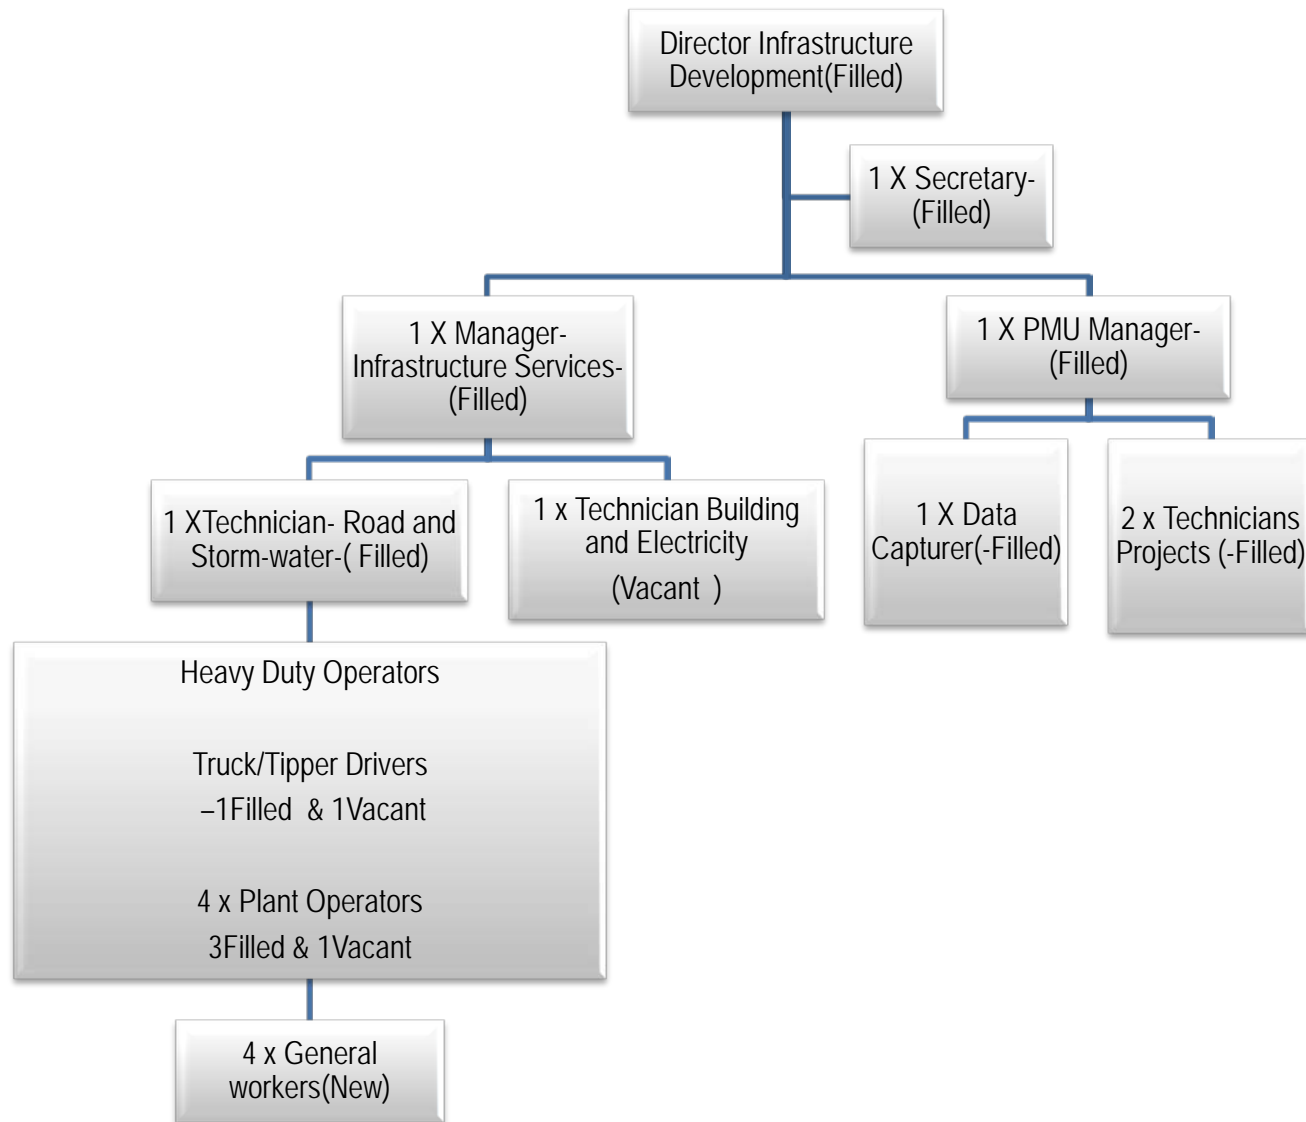 Director Infrastructure
Development(Filled)
1 X Secretary-
(Filled)
1 X Manager-
Infrastructure Services-
(Filled)
1 X PMU Manager-
(Filled)
1 XTechnician- Road and
Storm-water-( Filled)
1 x Technician Building
and Electricity
(Vacant )
1 X Data
Capturer(-Filled)
2 x Technicians
Projects (-Filled)
Heavy Duty Operators
Truck/Tipper Drivers
–1Filled & 1Vacant
4 x Plant Operators
3Filled & 1Vacant
4 x General
workers(New)